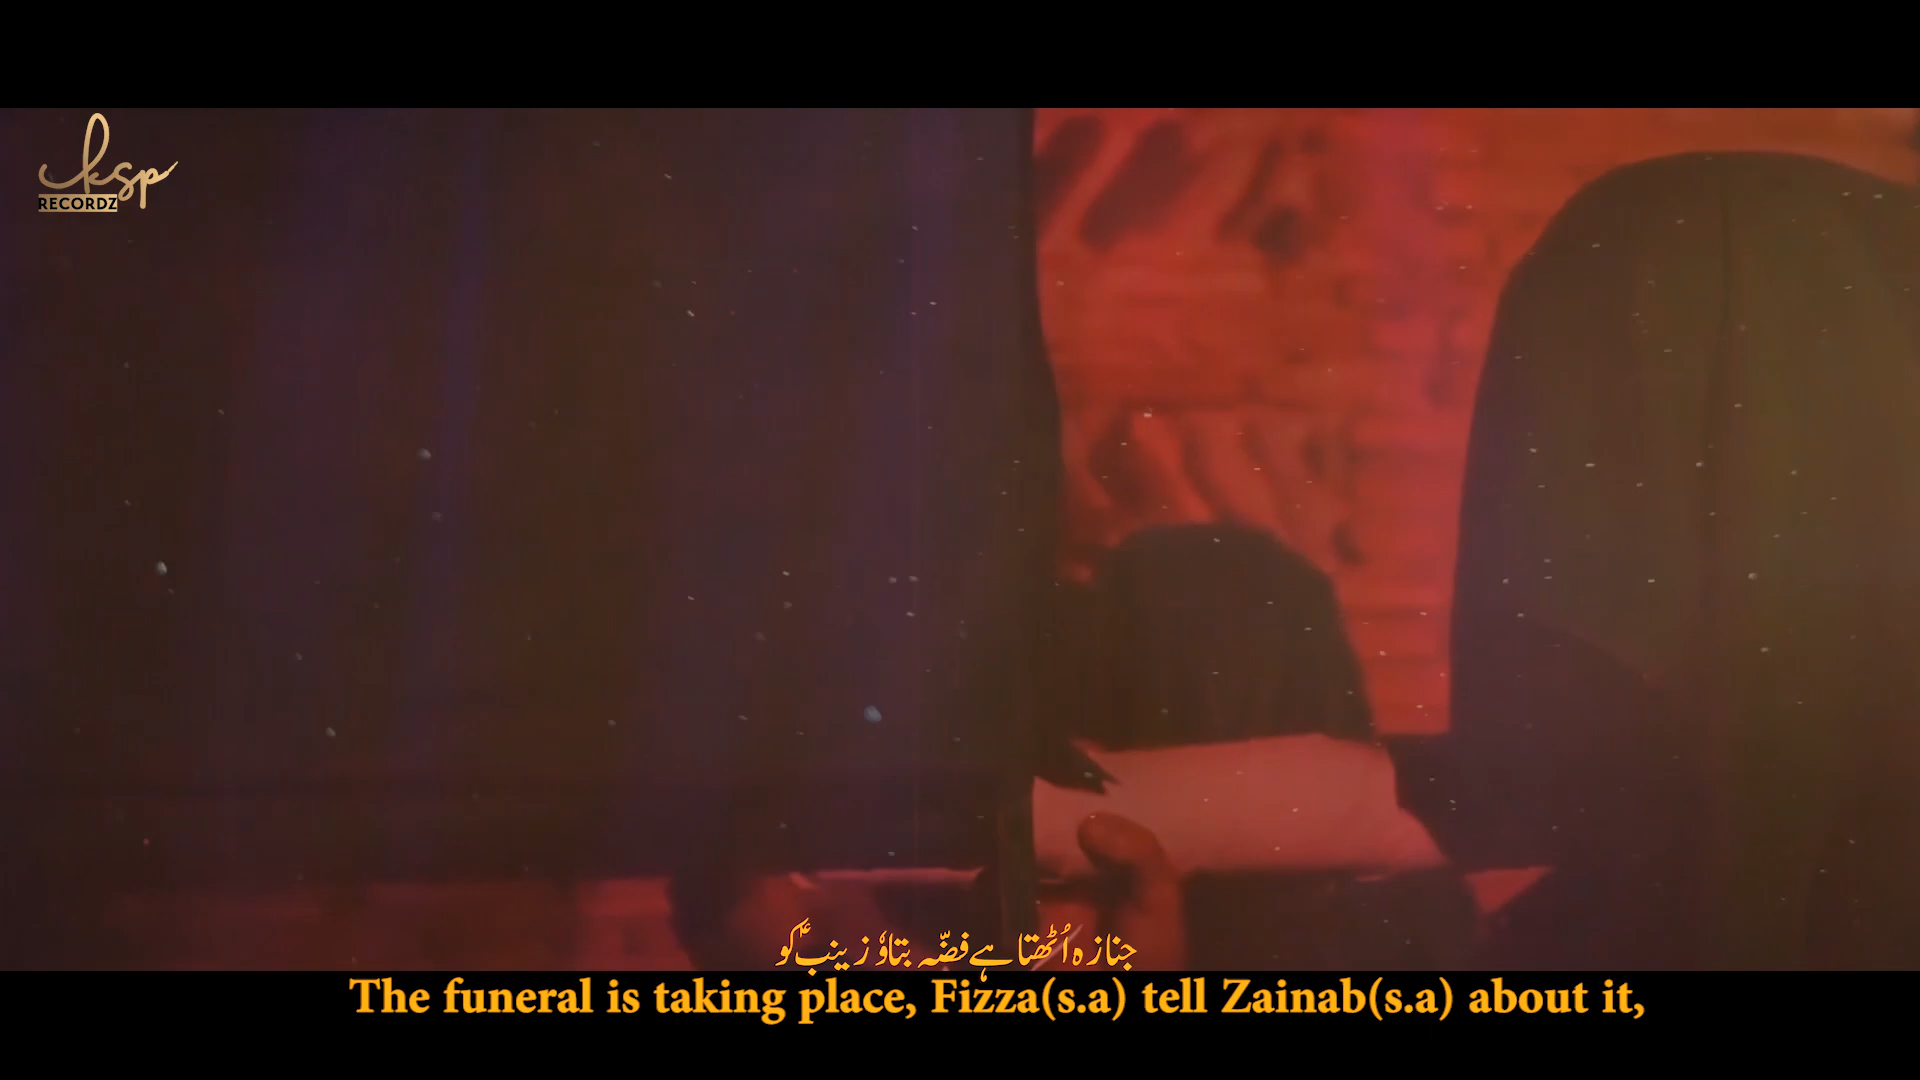 ksp
RECORDZ
جنازہ اُٹھتا ہے فضّہ بتاؤ زینبؑ کو
The funeral is taking place, Fizza(s.a) tell Zainab(s.a) about it,